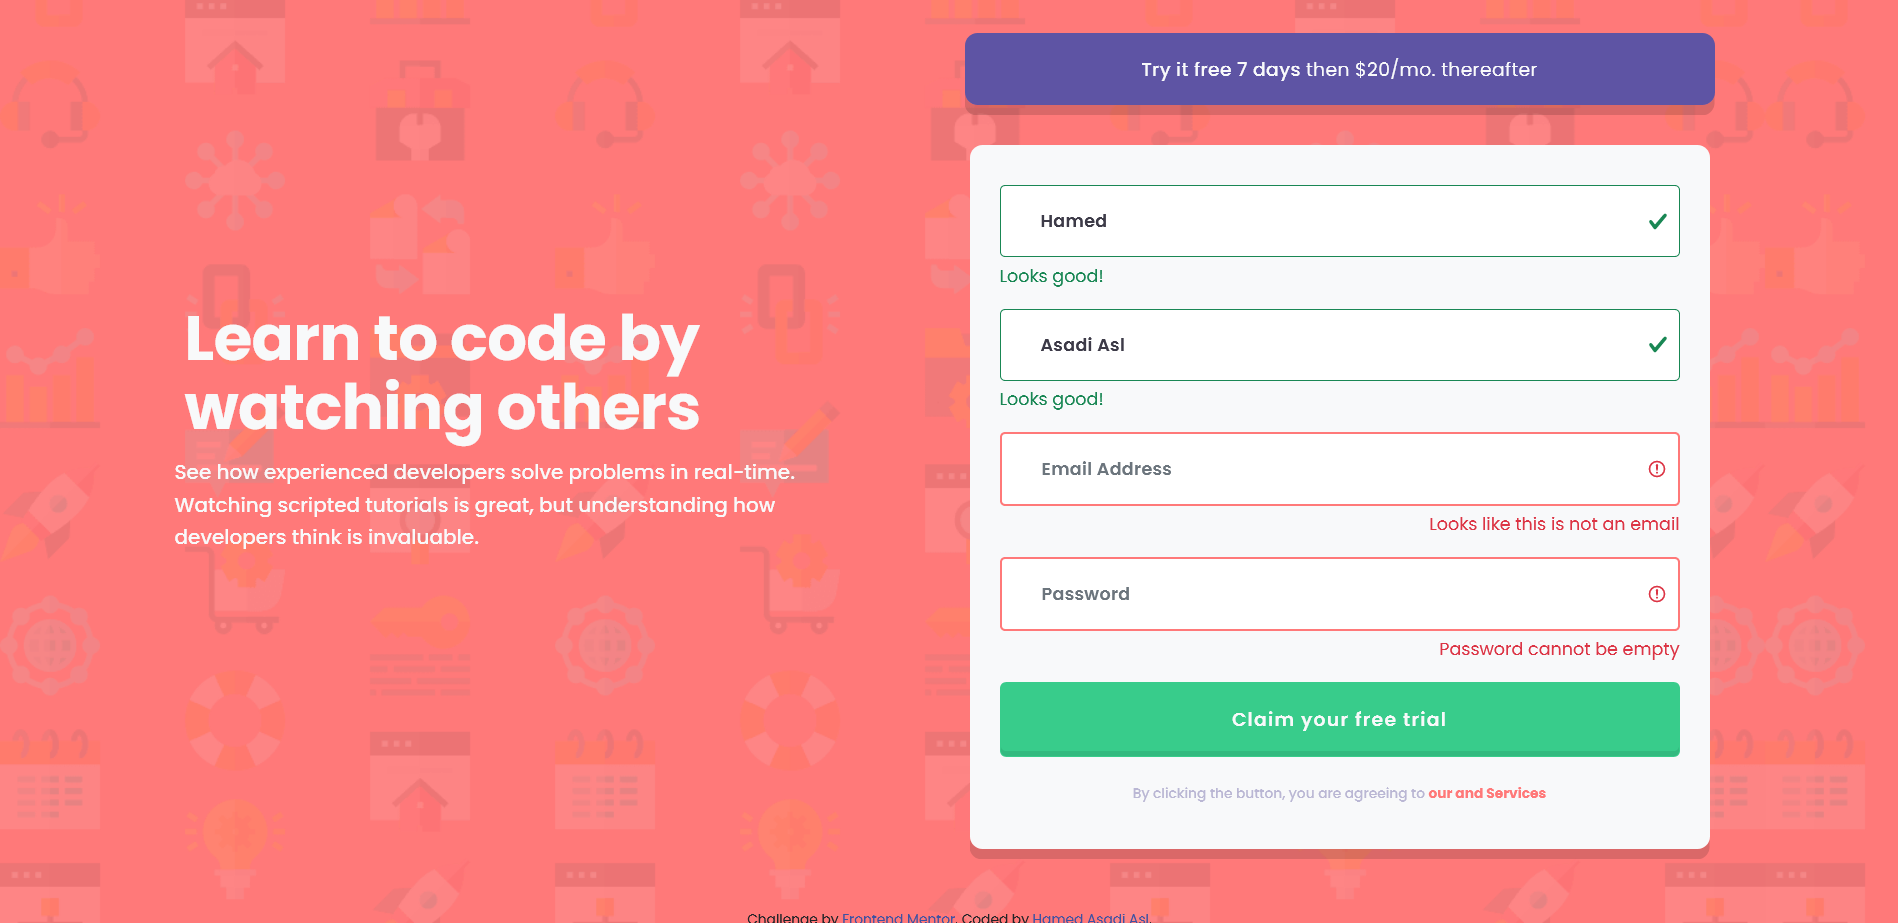 Learn to code by
watching others
See how experienced developers solve problems in real-time.
Watching scripted tutorials is great, but understanding how
developers think is invaluable.
Try it free 7 days then $20/mo. thereafter
Hamed
Looks good!
Asadi Asl
Looks good!
Email Address
Looks like this is not an email
Password
Password cannot be empty
Claim your free trial
By clicking the button, you are agreeing to our and Services
Challenge by Frontend Mentor. Coded by Hamed Asadi Asl.